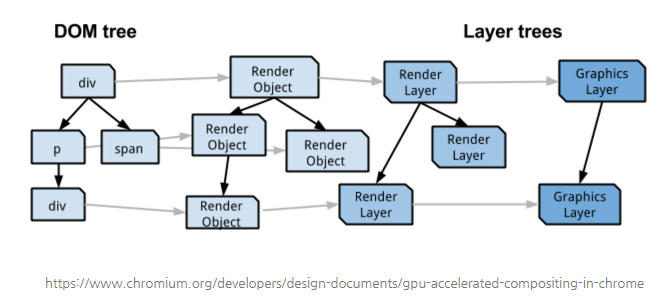 DOM tree
Layer trees
div
Render
Object
Render
Layer
Graphics
Layer
p
span
Render
Object
Render
Object
Render
Layer
div
Render
Object
Render
Layer
Graphics
Layer
https://www.chromium.org/developers/design-documents/gpu-accelerated-compositing-in-chrome